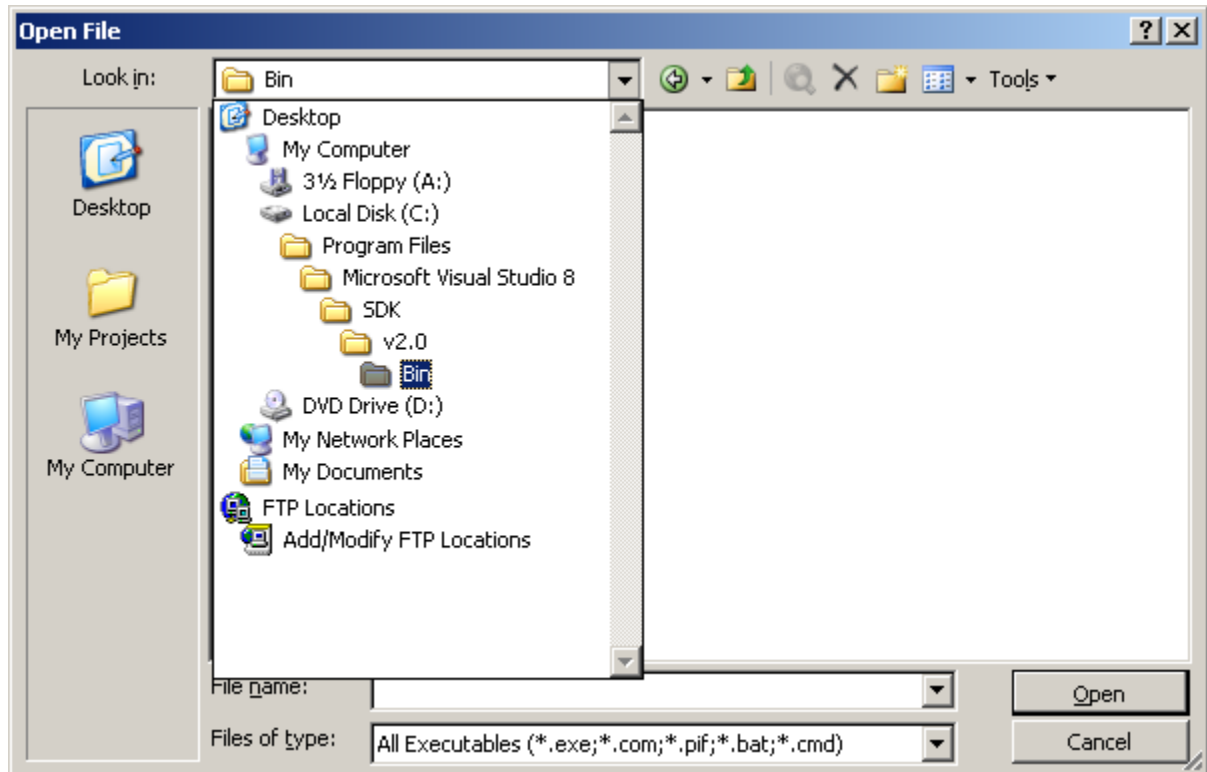 Open File
Look in:
Bin
Tools
Desktop
My Computer
3½ Floppy (A:)
Local Disk (C:)
Program Files
Microsoft Visual Studio 8
SDK
v2.0
Bin
DVD Drive (D:)
My Network Places
My Documents
FTP Locations
Add/Modify FTP Locations
Desktop
My Projects
My Computer
File name:
Open
Files of type:
All Executables (*.exe;*.com;*.pif;*.bat;*.cmd)
Cancel